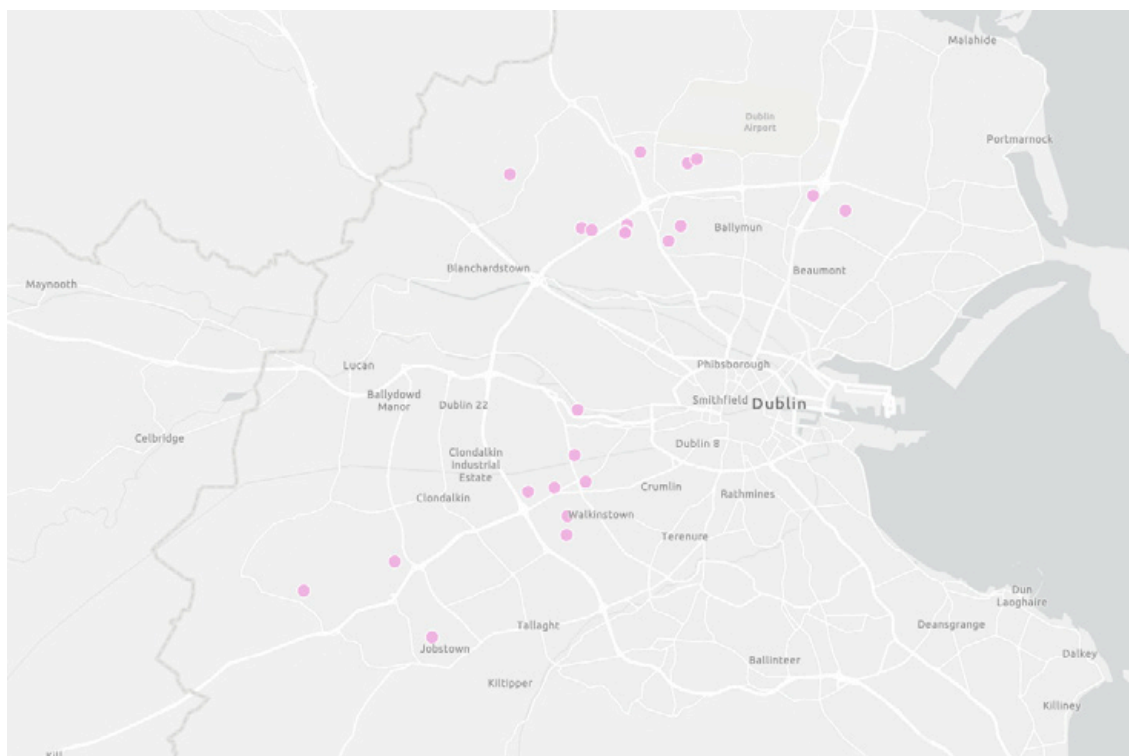 Malahide
Dublin
Airport
Portmarnock
Ballymun
Blanchardstown
Beaumont
Maynooth
Lucan
Phibsborough
Ballydowd
Manor
Dublin 22
Smithfield
Dublin
Celbridge
Dublin 8
Clondalkin
Industrial
Estate
Crumlin
Clondalkin
Rathmines
Walkinstown
Terenure
Dun
Laoghaire
Tallaght
Deansgrange
Jobstown
Dalkey
Ballinteer
Kiltipper
Killiney
Kill